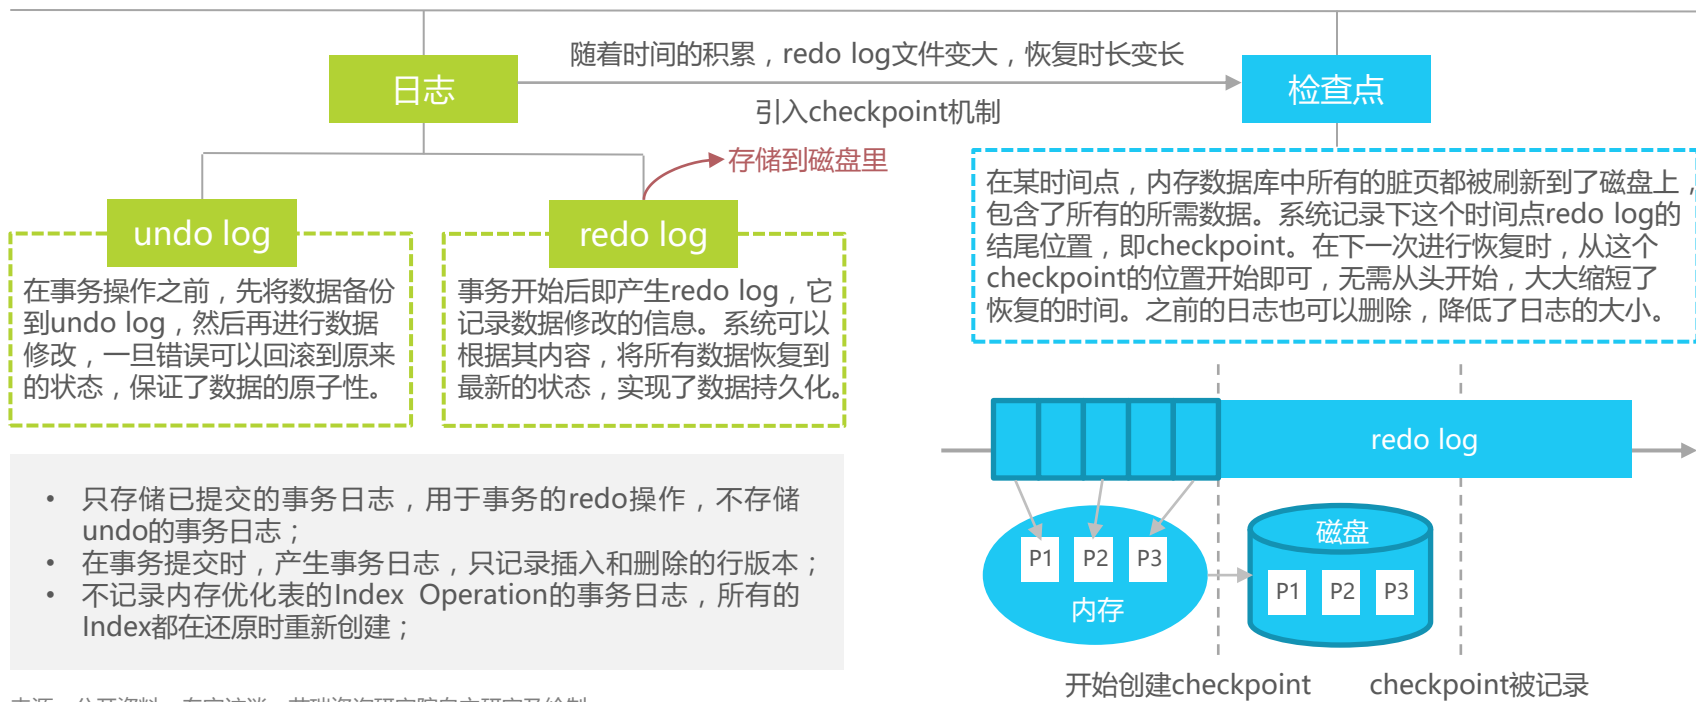 随着时间的积累，redo log文件变大，恢复时长变长
日志
检查点
引入checkpoint机制
存储到磁盘里
undo log
在事务操作之前，先将数据备份
到undo log，然后再进行数据
修改，一旦错误可以回滚到原来
的状态，保证了数据的原子性。
redo log
事务开始后即产生redo log，它
记录数据修改的信息。系统可以
根据其内容，将所有数据恢复到
最新的状态，实现了数据持久化。
在某时间点，内存数据库中所有的脏页都被刷新到了磁盘上，
包含了所有的所需数据。系统记录下这个时间点redo log的
结尾位置，即checkpoint。在下一次进行恢复时，从这个
checkpoint的位置开始即可，无需从头开始，大大缩短了
恢复的时间。之前的日志也可以删除，降低了日志的大小。
• 只存储已提交的事务日志，用于事务的redo操作，不存储
undo的事务日志；
• 在事务提交时，产生事务日志，只记录插入和删除的行版本；
• 不记录内存优化表的Index Operation的事务日志，所有的
Index都在还原时重新创建；
redo log
P1 P2 P3
内存
磁盘
P1 P2 P3
开始创建checkpoint
checkpoint被记录